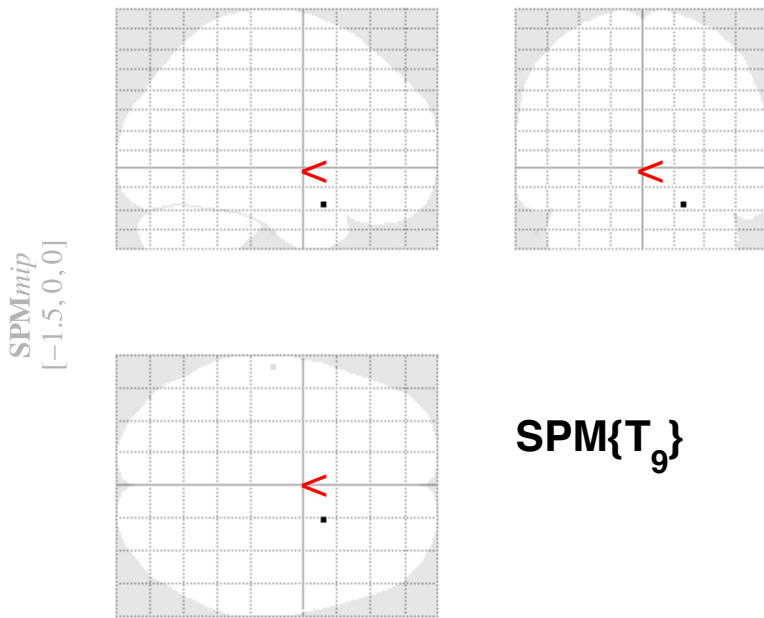 SPMmip
[−1.5, 0, 0]
<
<
<
SPM{T₉}